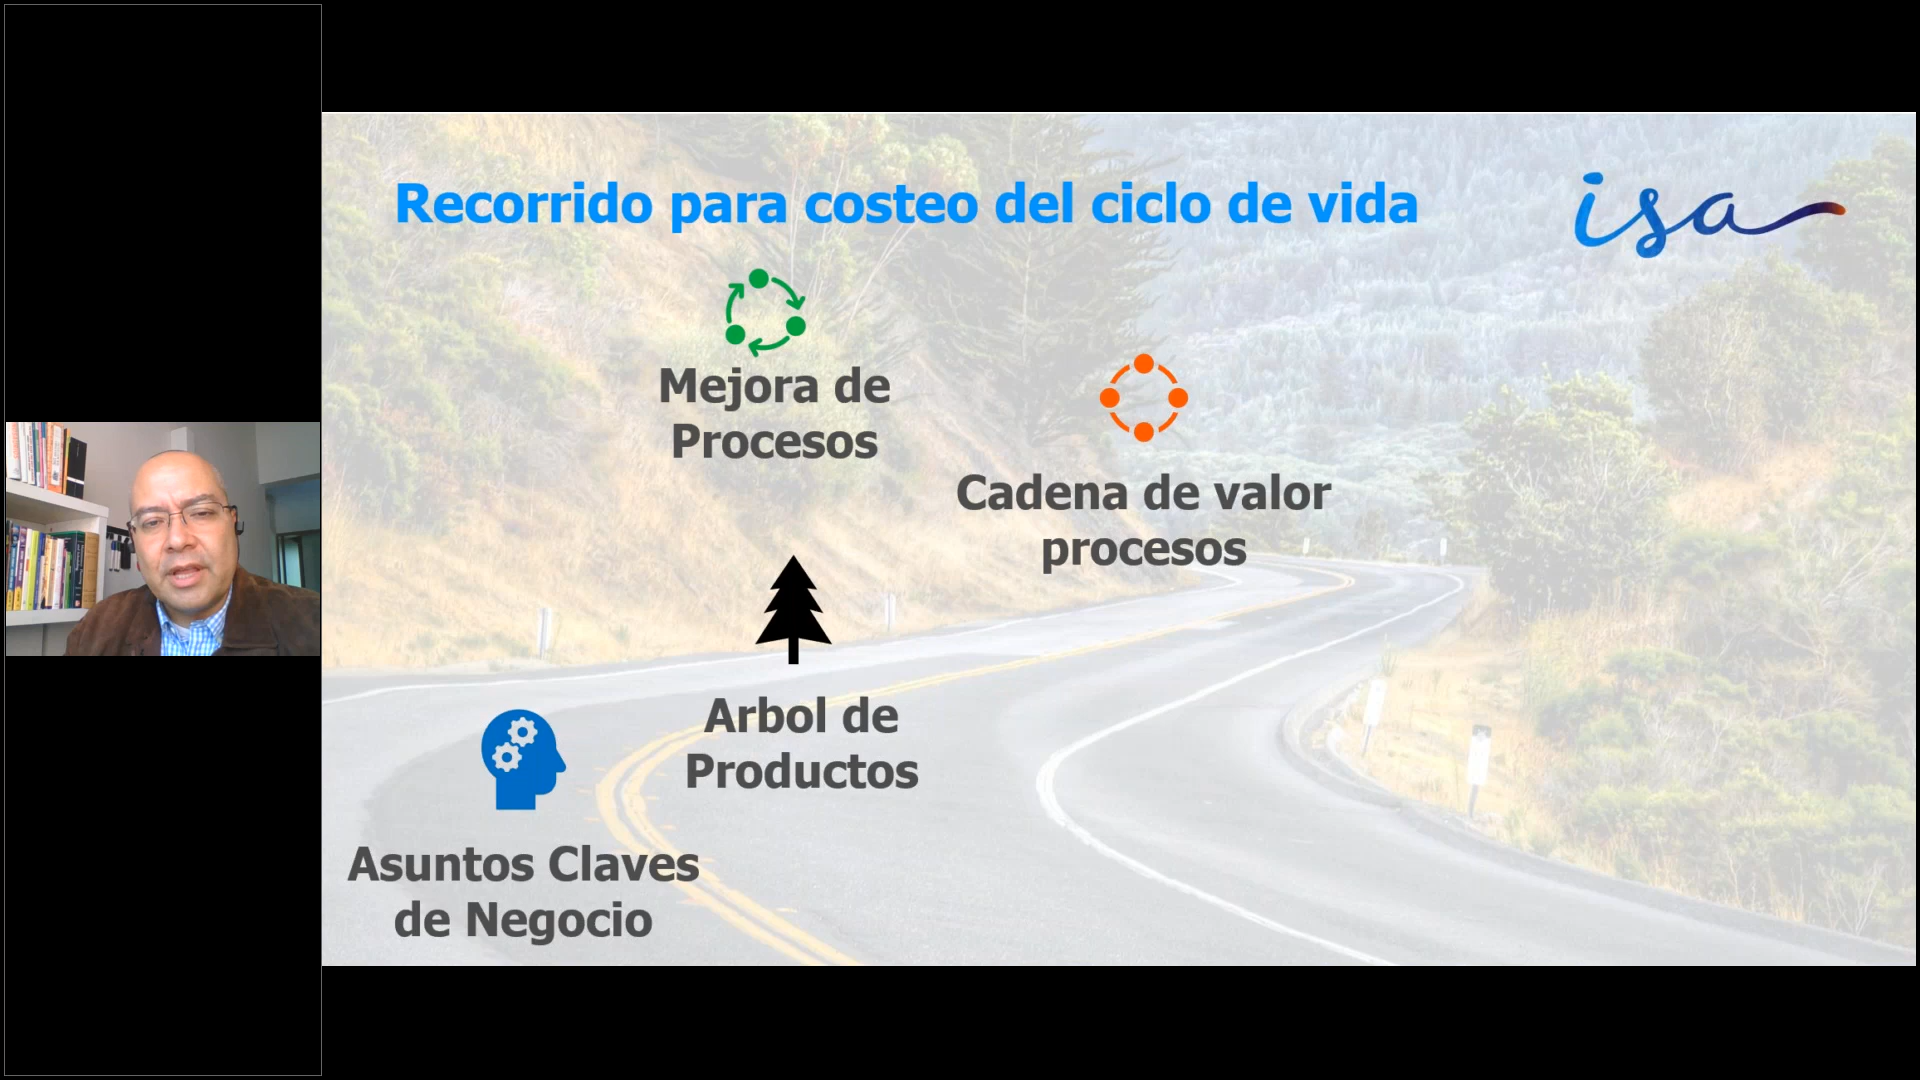 Recorrido para costeo del ciclo de vida
isa
Mejora de
Procesos
Cadena de valor
procesos
Arbol de
Productos
Asuntos Claves
de Negocio